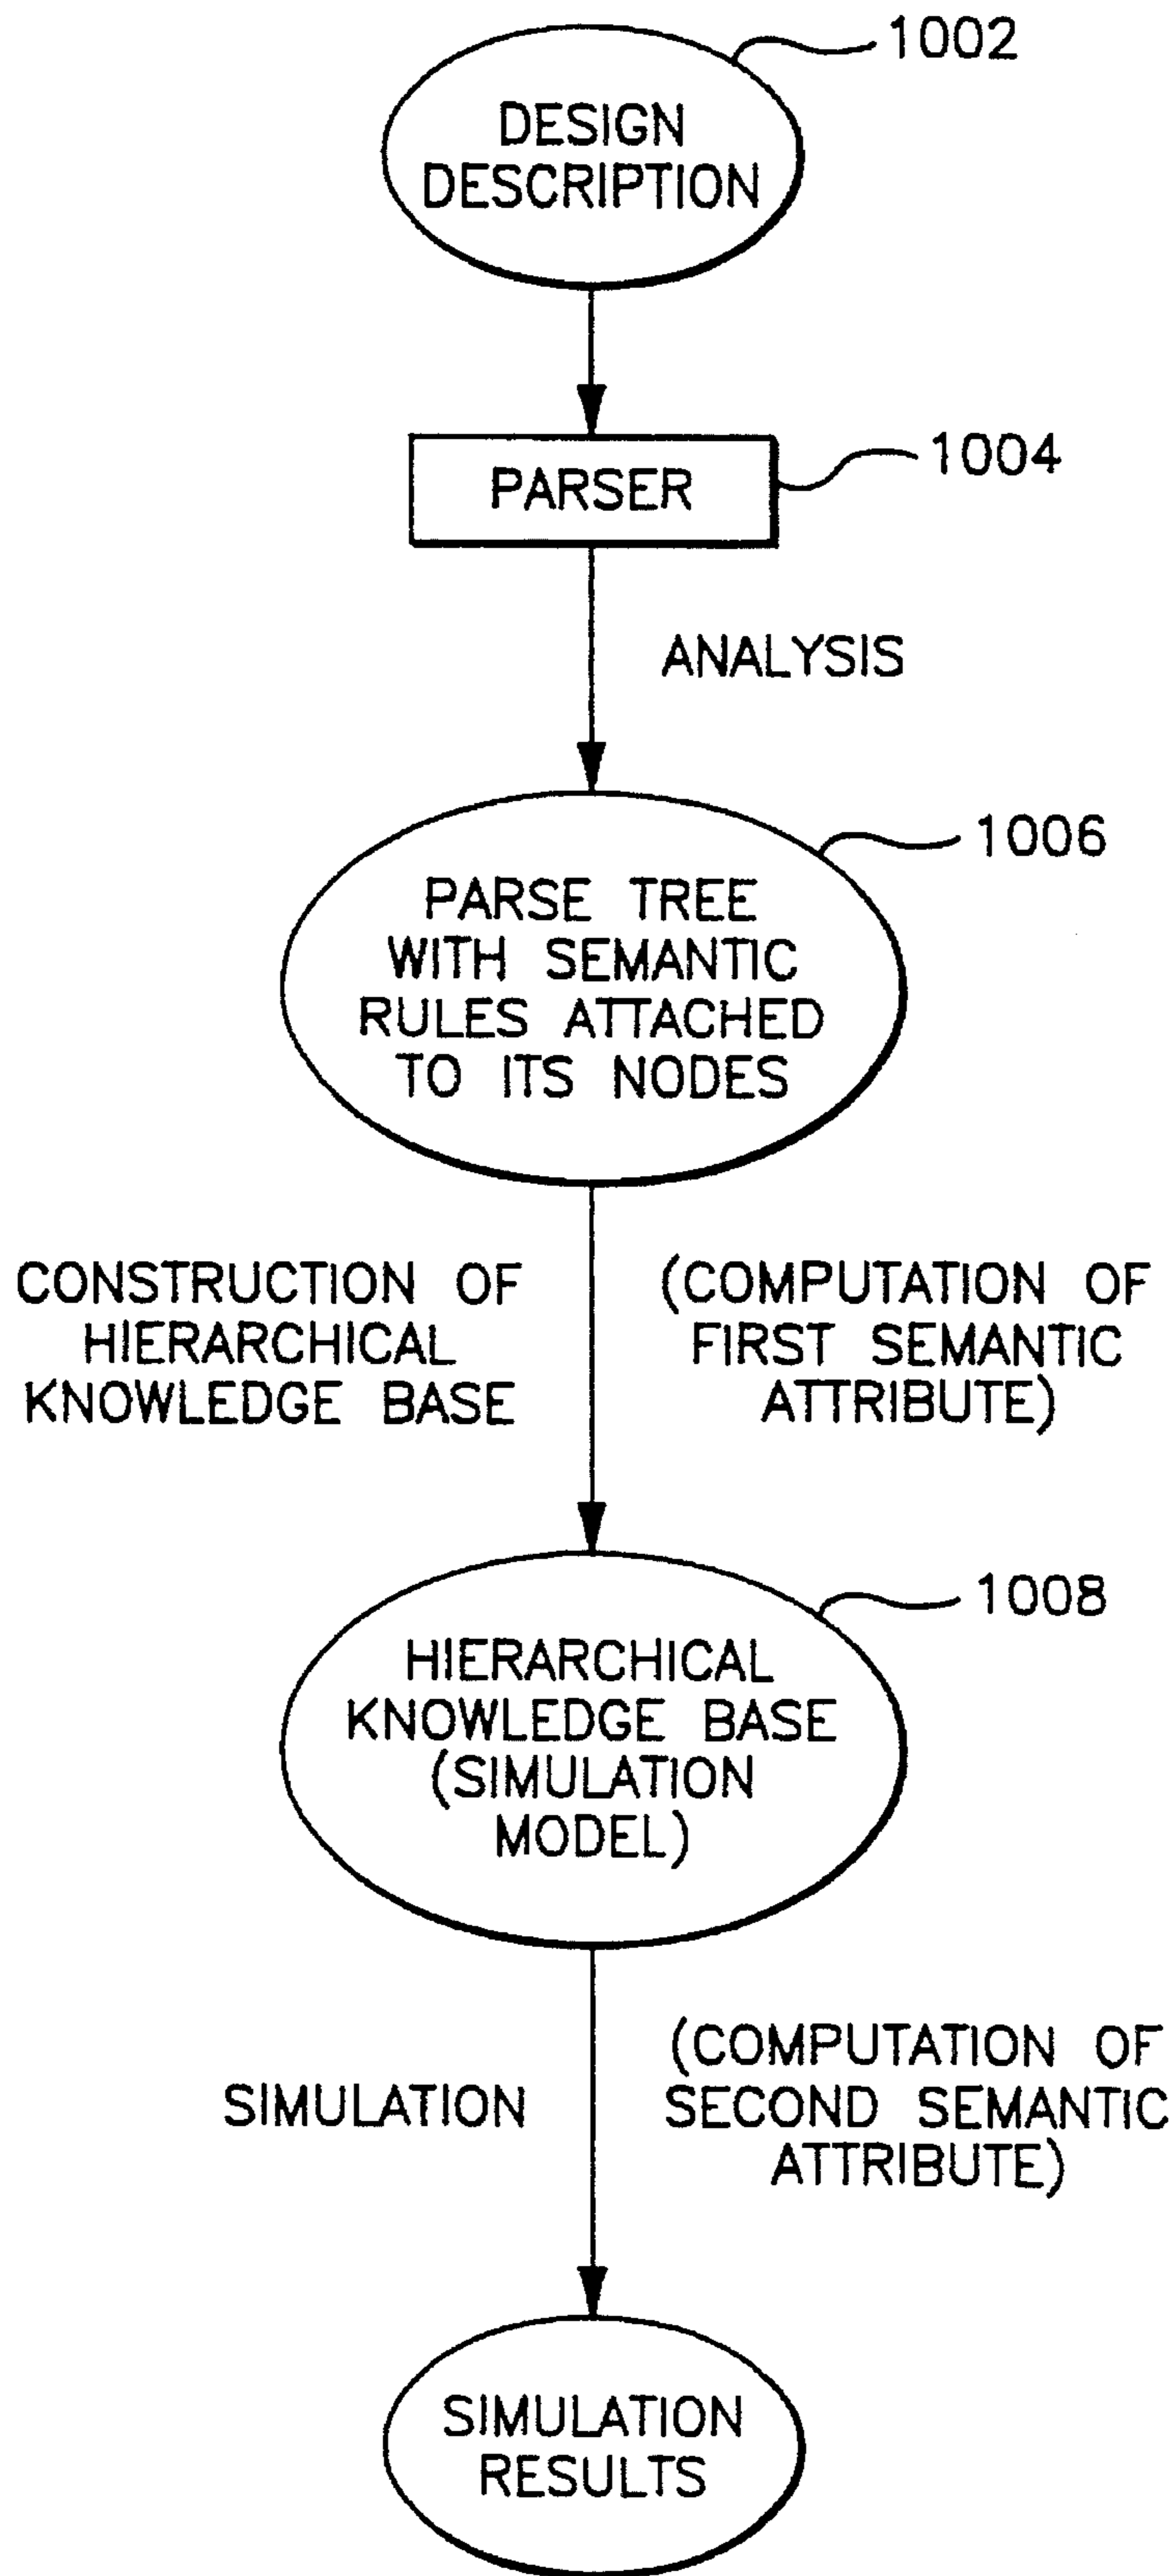 1002
DESIGN
DESCRIPTION
PARSER
1004
ANALYSIS
1006
PARSE TREE
WITH SEMANTIC
RULES ATTACHED
TO ITS NODES
CONSTRUCTION OF
HIERARCHICAL
KNOWLEDGE BASE
(COMPUTATION OF
FIRST SEMANTIC
ATTRIBUTE)
1008
HIERARCHICAL
KNOWLEDGE BASE
(SIMULATION
MODEL)
SIMULATION
(COMPUTATION OF
SECOND SEMANTIC
ATTRIBUTE)
SIMULATION
RESULTS